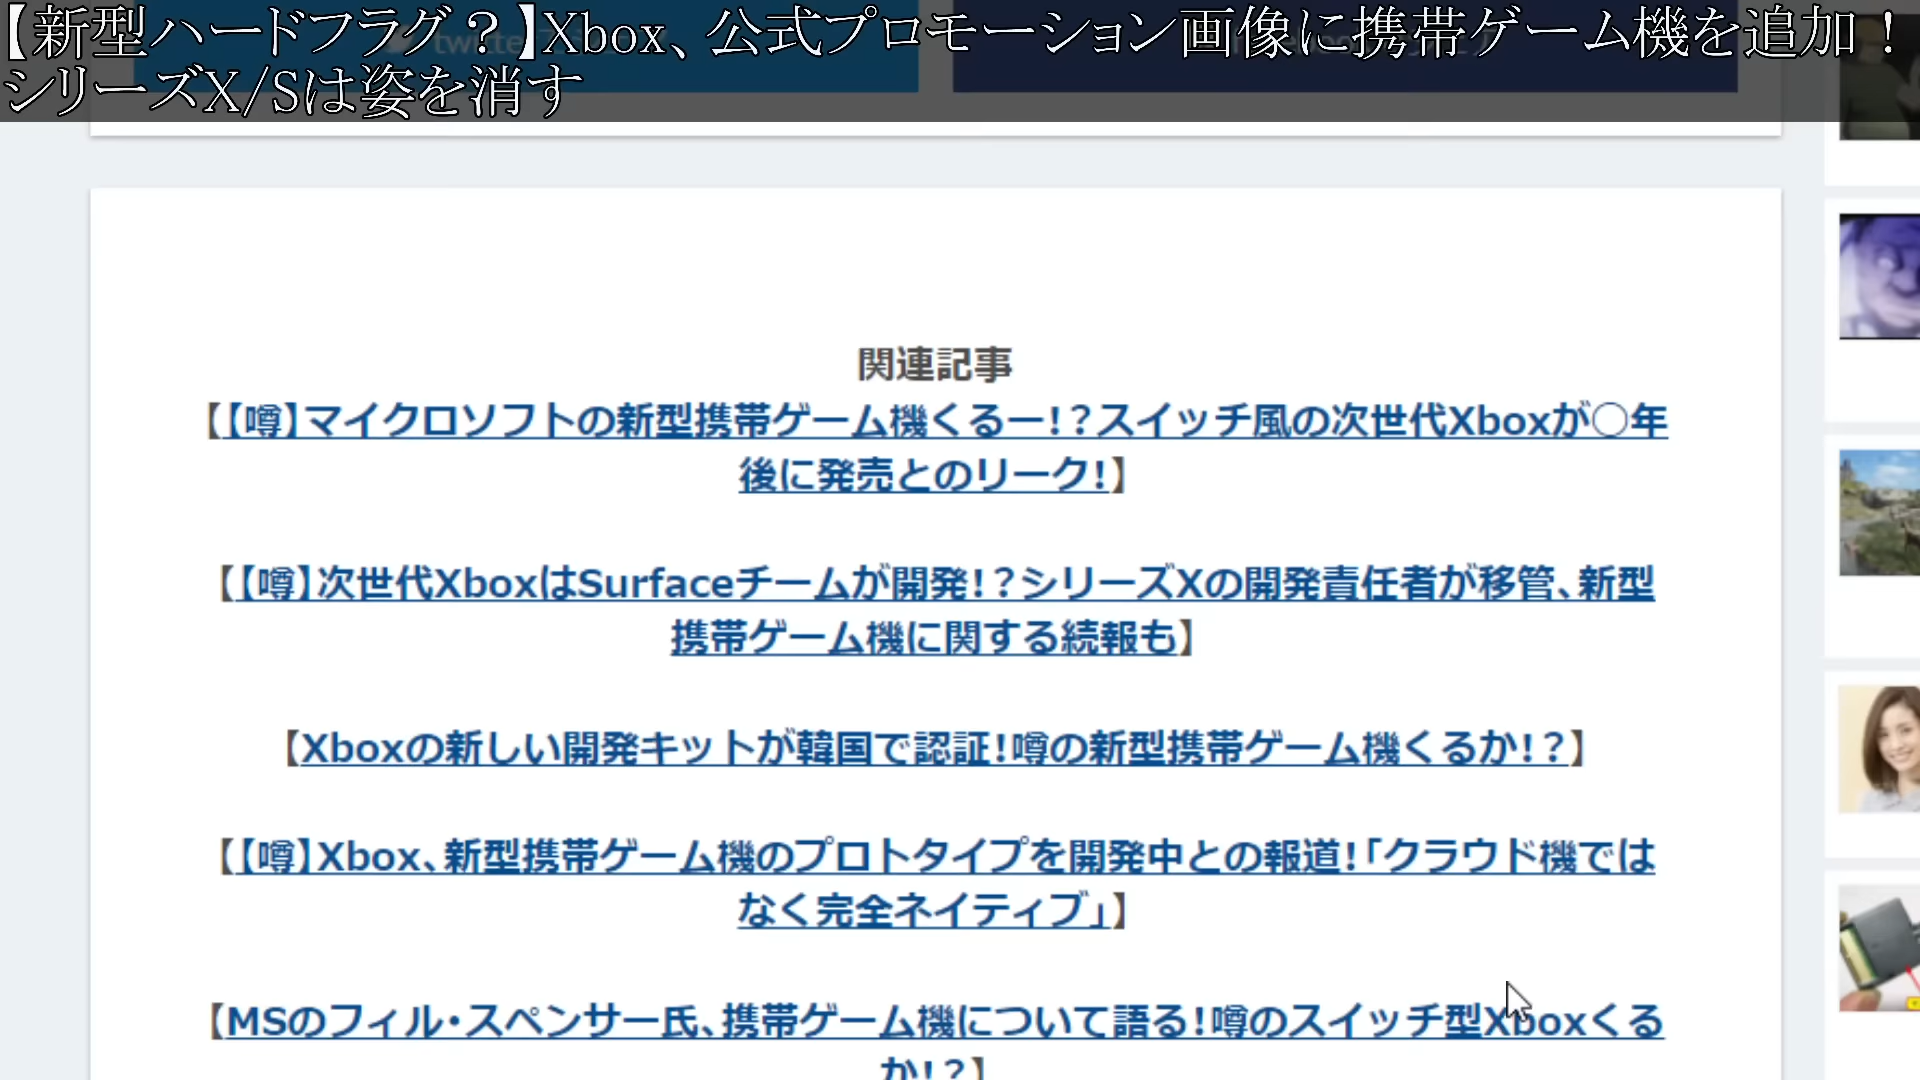 【新型ハードフラグ？】Xbox、公式プロモーション画像に携帯ゲーム機を追加！
シリーズX/Sは姿を消す
関連記事
【【噂】マイクロソフトの新型携帯ゲーム機くるー！？スイッチ風の次世代Xboxが〇年
後に発売とのリーク！】
【【噂】次世代XboxはSurfaceチームが開発！？シリーズXの開発責任者が移管、新型
携帯ゲーム機に関する続報も】
【Xboxの新しい開発キットが韓国で認証！噂の新型携帯ゲーム機くるか！？】
【【噂】Xbox、新型携帯ゲーム機のプロトタイプを開発中との報道！「クラウド機では
なく完全ネイティブ」】
【MSのフィル・スペンサー氏、携帯ゲーム機について語る！噂のスイッチ型Xboxくる
か！？】